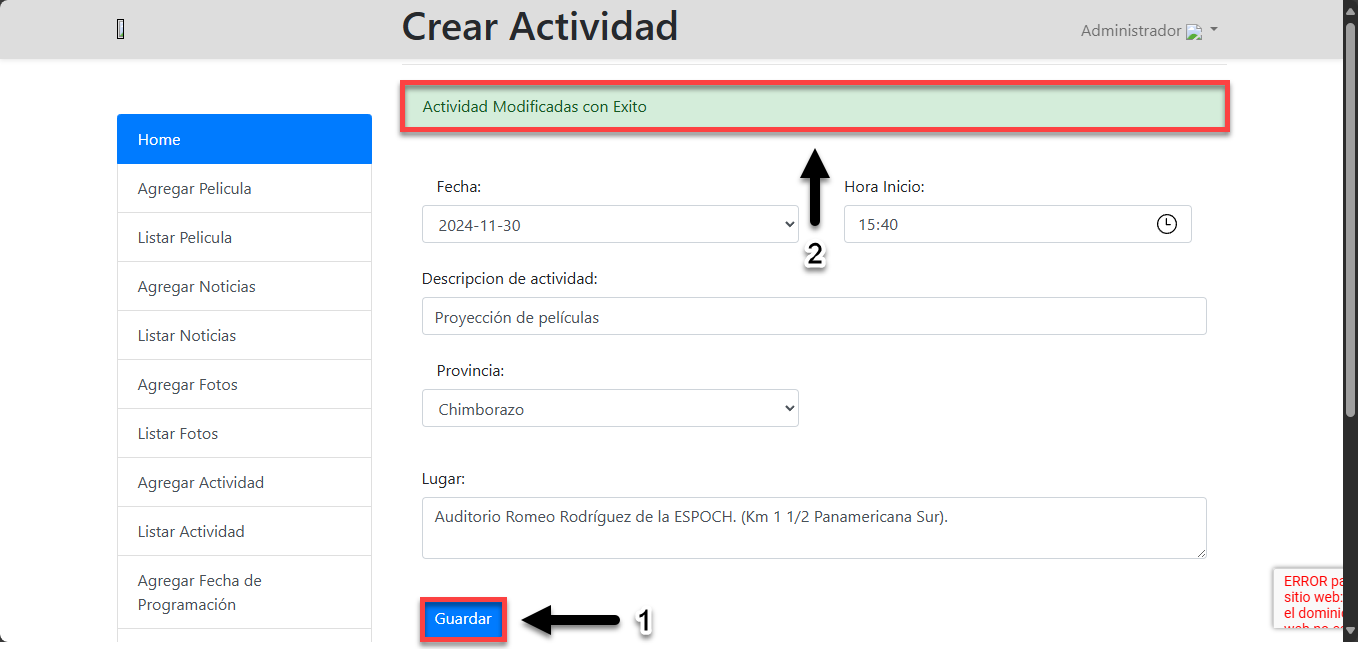 Crear Actividad
Administrador
Actividad Modificadas con Exito
Home
Agregar Pelicula
Listar Pelicula
Agregar Noticias
Listar Noticias
Agregar Fotos
Listar Fotos
Agregar Actividad
Listar Actividad
Agregar Fecha de
Programación
Fecha:
Hora Inicio:
2024-11-30
15:40
2
Descripcion de actividad:
Proyección de películas
Provincia:
Chimborazo
Lugar:
Auditorio Romeo Rodríguez de la ESPOCH. (Km 1 1/2 Panamericana Sur).
Guardar
1
ERROR pa
sitio web:
el dominio